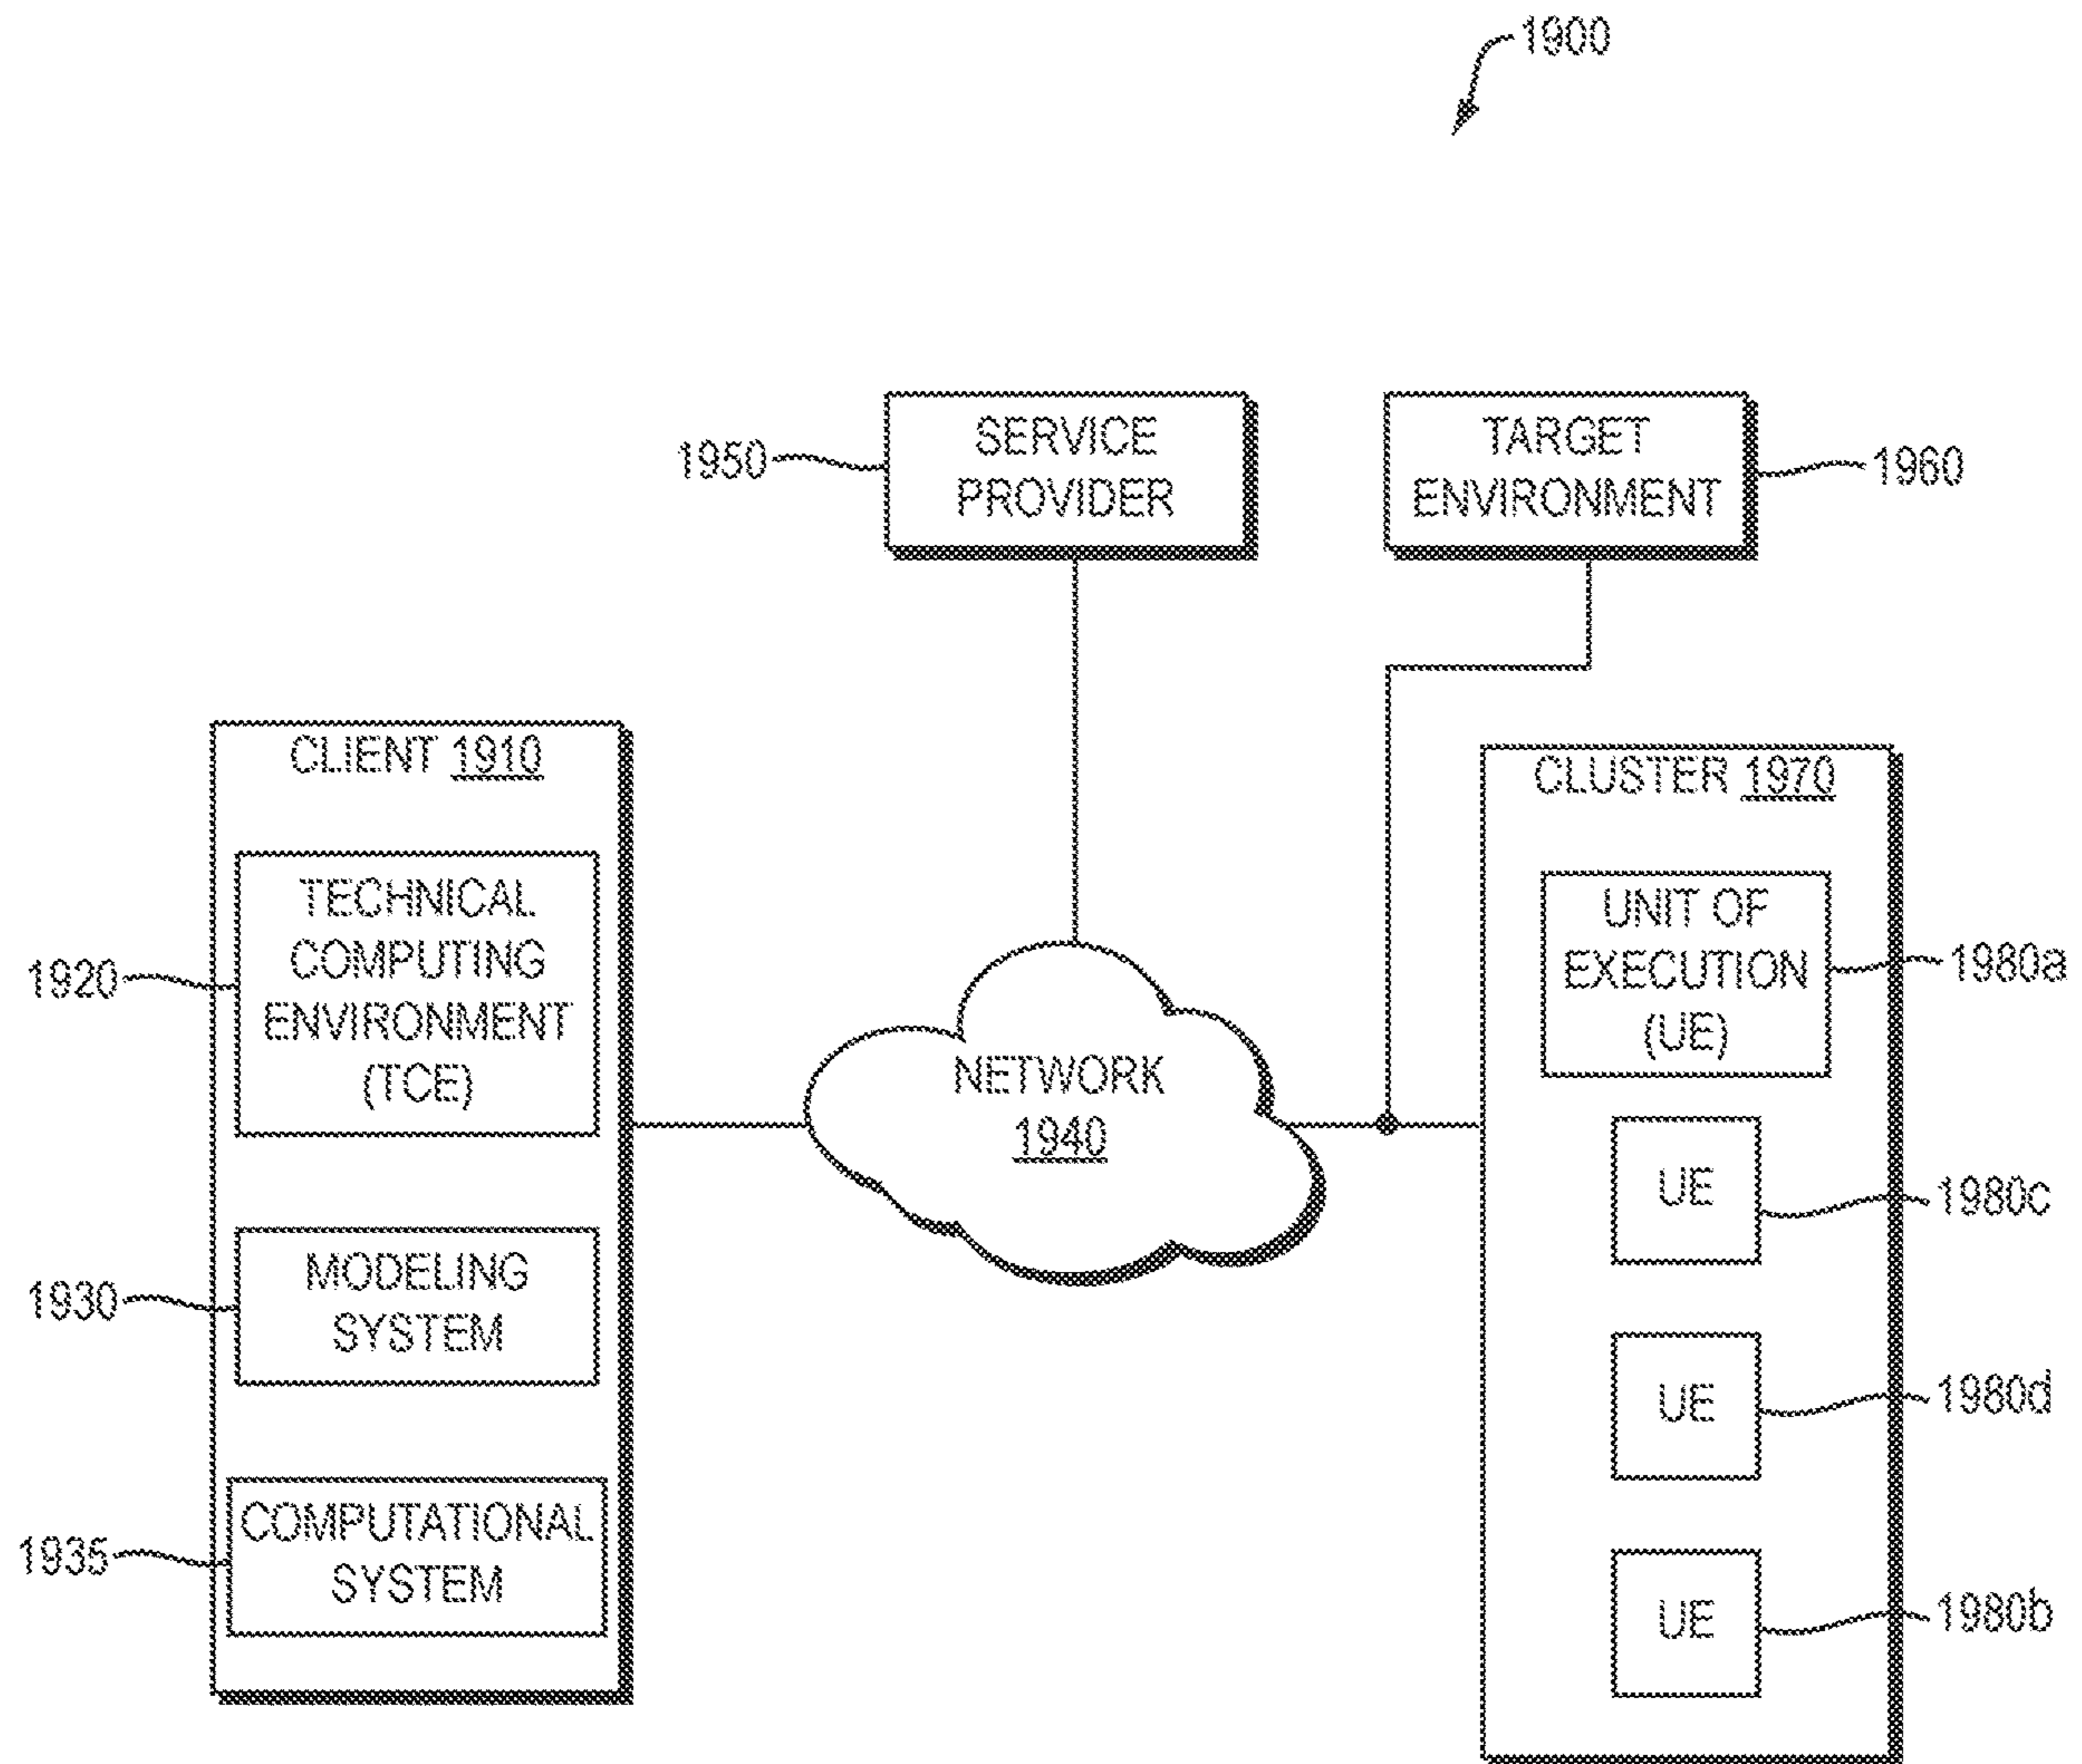 1900
SERVICE
PROVIDER
1950
TARGET
ENVIRONMENT
1960
CLIENT 1910
TECHNICAL
COMPUTING
ENVIRONMENT
(TCE)
1920
MODELING
SYSTEM
1930
COMPUTATIONAL
SYSTEM
1935
NETWORK
1940
CLUSTER 1970
UNIT OF
EXECUTION
(UE)
1980a
UE
1980c
UE
1980d
UE
1980b